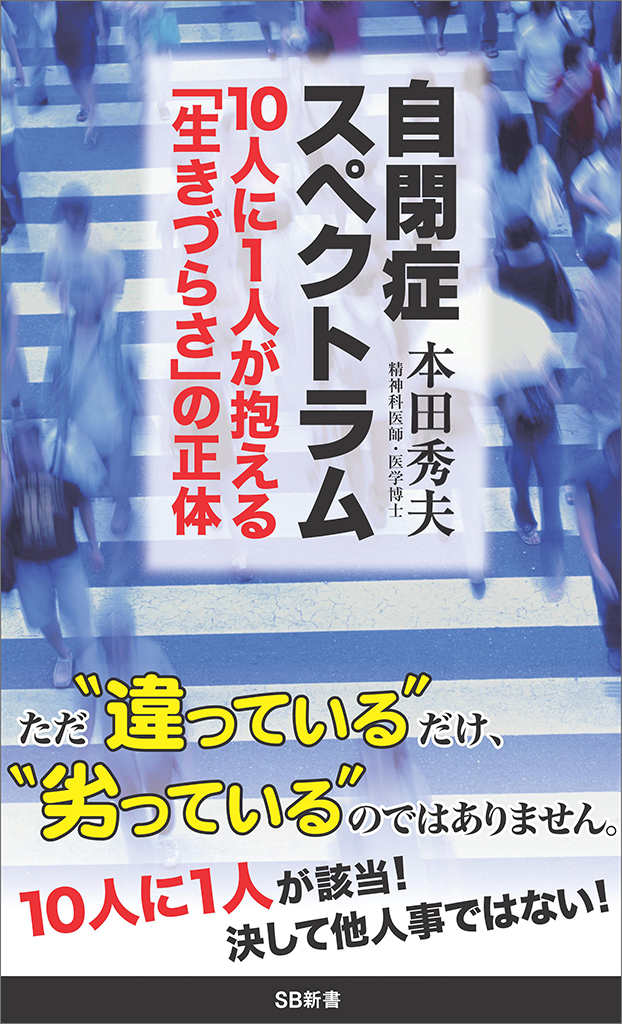 自閉症
スペクトラム
10人に1人が抱える
「生きづらさ」の正体
本田秀夫
精神科医師・医学博士
ただ“違っている”だけ、
“劣っている”のではありません。
10人に1人が該当!
決して他人事ではない!
SB新書